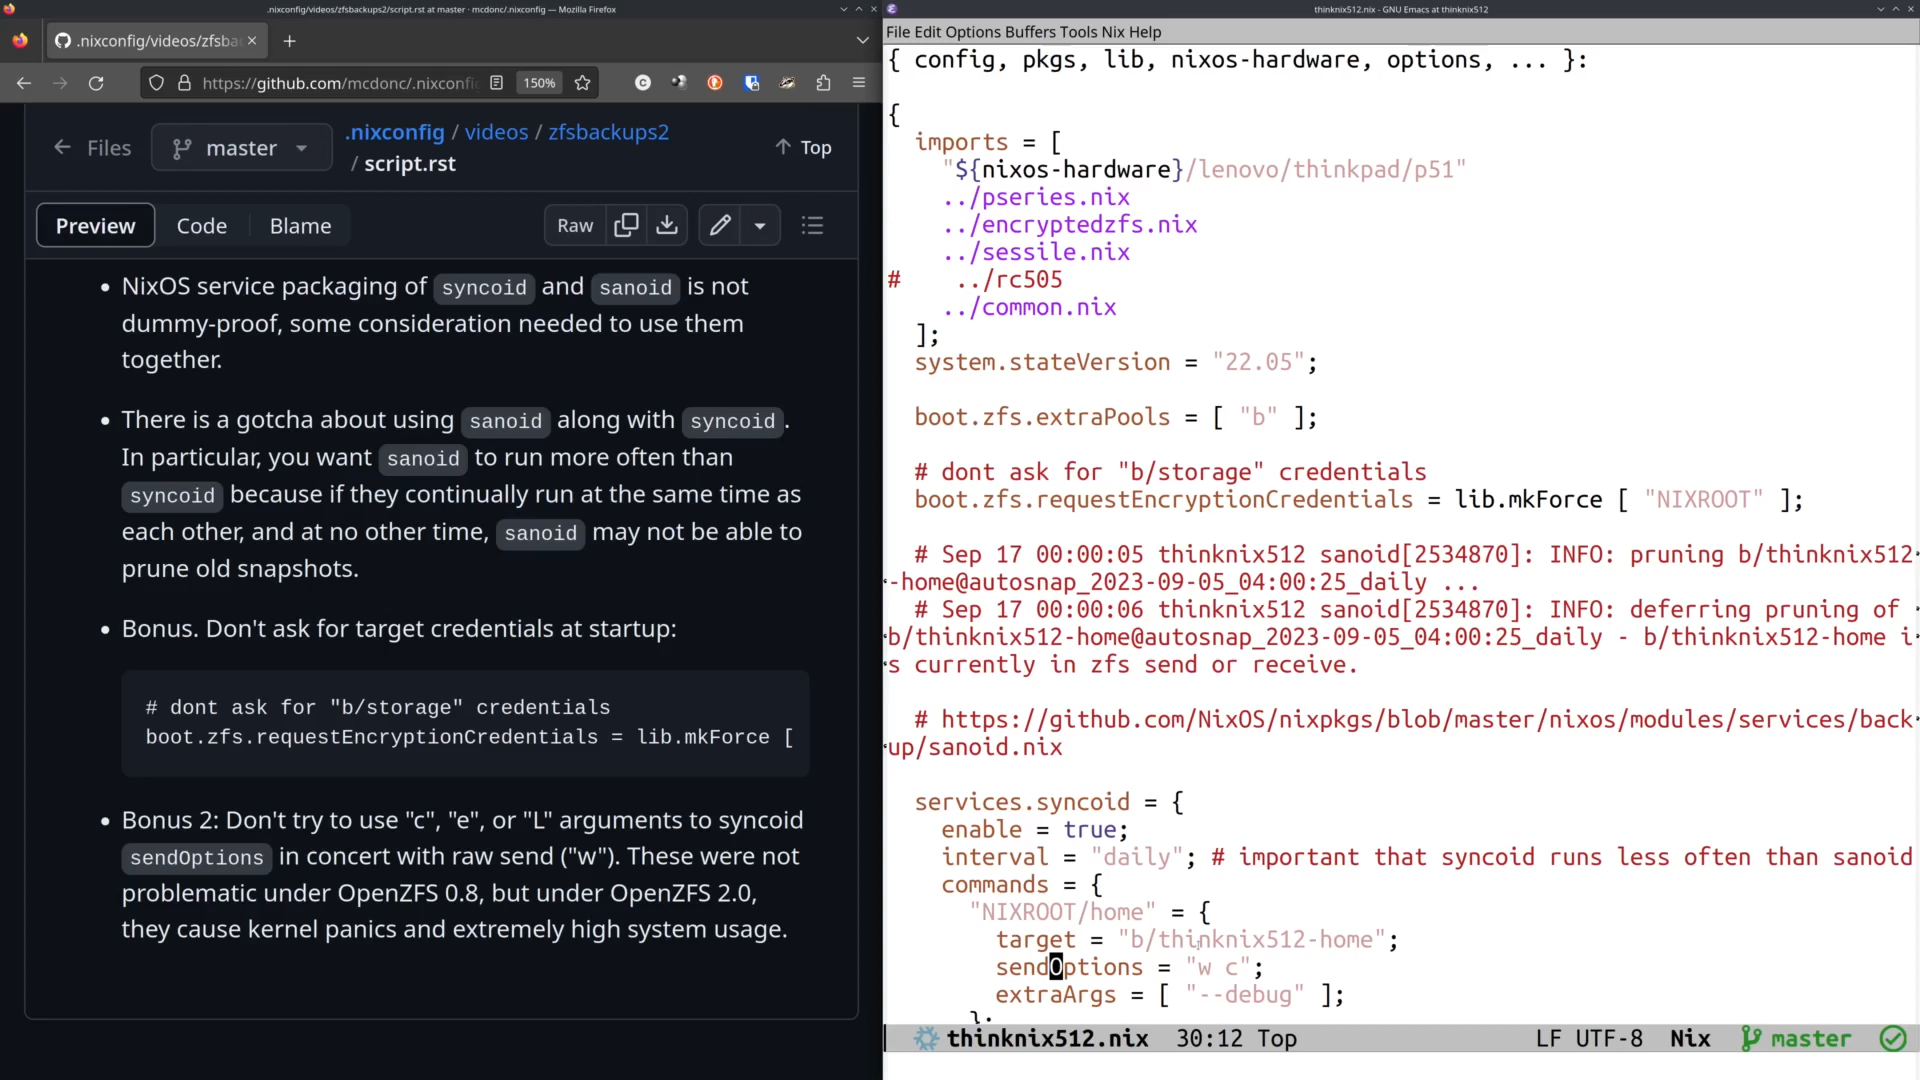 .nixconfig/videos/zfsbackups2/script.rst at master · mcdonc/.nixconfig — Mozilla Firefox
.nixconfig/videos/zfsba
https://github.com/mcdonc/.nixconfig
150%
Files
master
.nixconfig / videos / zfsbackups2
/ script.rst
Top
Preview
Code
Blame
Raw
• NixOS service packaging of syncoid and sanoid is not
dummy-proof, some consideration needed to use them
together.
• There is a gotcha about using sanoid along with syncoid.
In particular, you want sanoid to run more often than
syncoid because if they continually run at the same time as
each other, and at no other time, sanoid may not be able to
prune old snapshots.
• Bonus. Don't ask for target credentials at startup:
# dont ask for "b/storage" credentials
boot.zfs.requestEncryptionCredentials = lib.mkForce [
• Bonus 2: Don't try to use "c", "e", or "L" arguments to syncoid
sendOptions in concert with raw send ("w"). These were not
problematic under OpenZFS 0.8, but under OpenZFS 2.0,
they cause kernel panics and extremely high system usage.
thinknix512.nix - GNU Emacs at thinknix512
File Edit Options Buffers Tools Nix Help
{ config, pkgs, lib, nixos-hardware, options, ... }:
{
imports = [
"${nixos-hardware}/lenovo/thinkpad/p51"
../pseries.nix
../encryptedzfs.nix
../sessile.nix
# ../rc505
../common.nix
];
system.stateVersion = "22.05";
boot.zfs.extraPools = [ "b" ];
# dont ask for "b/storage" credentials
boot.zfs.requestEncryptionCredentials = lib.mkForce [ "NIXROOT" ];
# Sep 17 00:00:05 thinknix512 sanoid[2534870]: INFO: pruning b/thinknix512
-home@autosnap_2023-09-05_04:00:25_daily ...
# Sep 17 00:00:06 thinknix512 sanoid[2534870]: INFO: deferring pruning of
b/thinknix512-home@autosnap_2023-09-05_04:00:25_daily - b/thinknix512-home i
s currently in zfs send or receive.
# https://github.com/NixOS/nixpkgs/blob/master/nixos/modules/services/back
up/sanoid.nix
services.syncoid = {
enable = true;
interval = "daily"; # important that syncoid runs less often than sanoid
commands = {
"NIXROOT/home" = {
target = "b/thinknix512-home";
sendOptions = "w c";
extraArgs = [ "--debug" ];
};
thinknix512.nix 30:12 Top LF UTF-8 Nix master